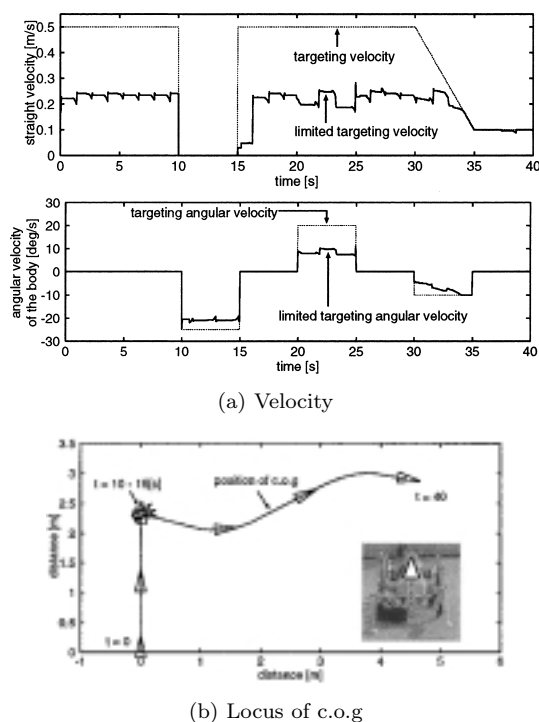 straight velocity [m/s]
0.5
0.4
0.3
0.2
0.1
0
targeting velocity
limited targeting velocity
0 5 10 15 20 25 30 35 40
time [s]
angular velocity
of the body [deg/s]
30
20
10
0
-10
-20
-30
targeting angular velocity
limited targeting angular velocity
0 5 10 15 20 25 30 35 40
time [s]
(a) Velocity
distance [m]
3.5
3
2.5
2
1.5
1
0.5
0
position of c.o.g
t = 40
t = 0
-1 0 1 2 3 4 5 6
distance [m]
(b) Locus of c.o.g